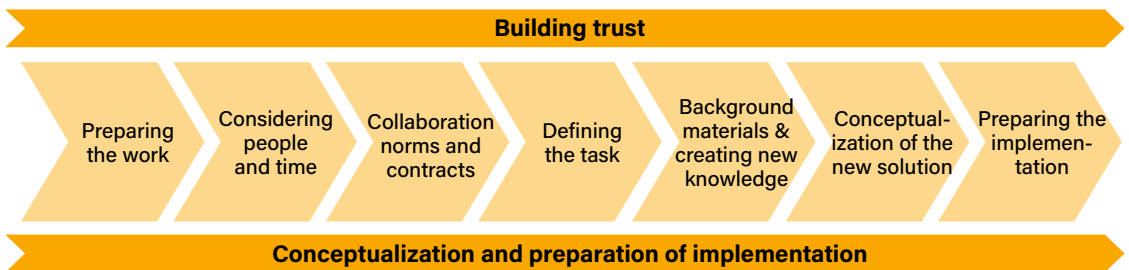 Building trust
Preparing
the work
Considering
people
and time
Collaboration
norms and
contracts
Defining
the task
Background
materials &
creating new
knowledge
Conceptual-
ization of the
new solution
Preparing the
implemen-
tation
Conceptualization and preparation of implementation